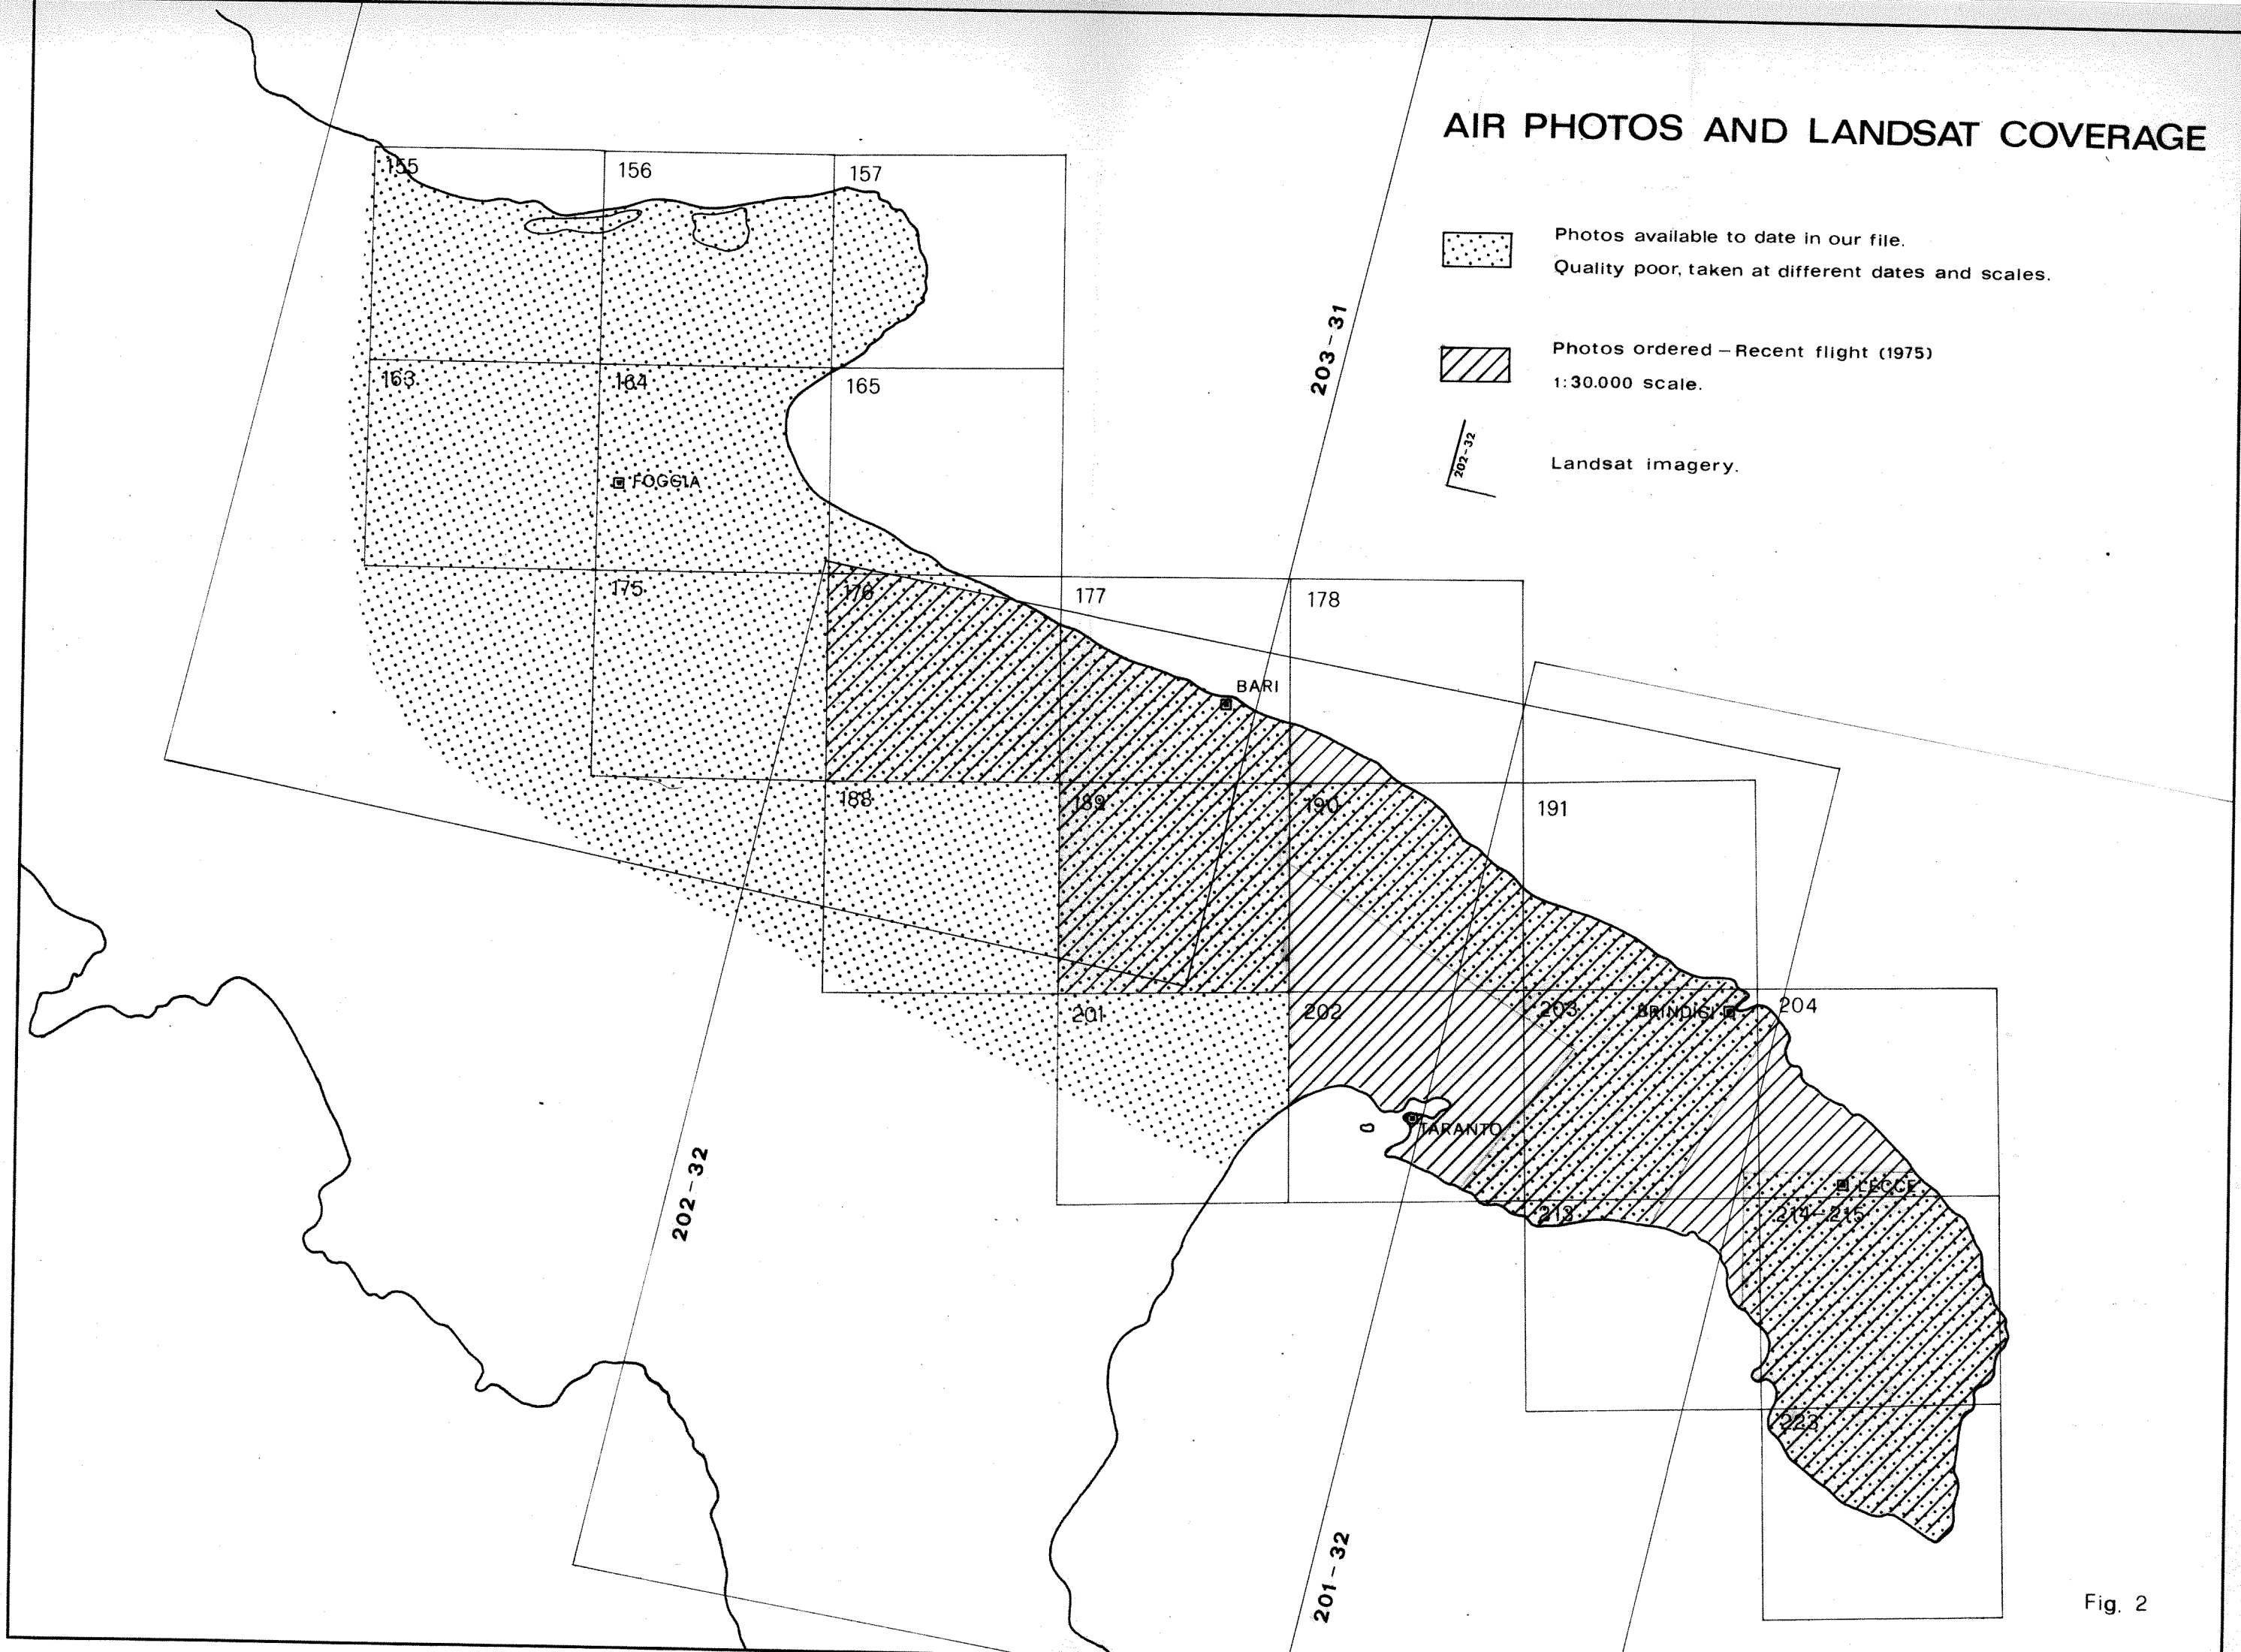 AIR PHOTOS AND LANDSAT COVERAGE
Photos available to date in our file.
Quality poor, taken at different dates and scales.
Photos ordered – Recent flight (1975)
1:30.000 scale.
202-32
Landsat imagery.
155
156
157
203-31
163
164
165
FOGGIA
175
176
177
178
BARI
188
189
190
191
201
202
203
BRINDISI
204
TARANTO
202-32
LECCE
213
214-215
223
201-32
Fig. 2